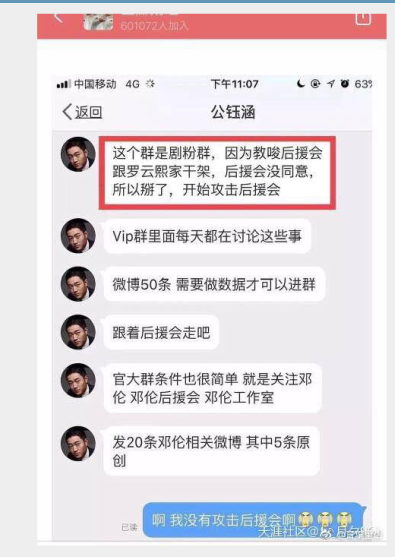 601072人加入
中国移动 4G 下午11:07 63%
返回 公钰涵
这个群是剧粉群，因为教唆后援会
跟罗云熙家干架，后援会没同意，
所以掰了，开始攻击后援会
Vip群里面每天都在讨论这些事
微博50条 需要做数据才可以进群
跟着后援会走吧
官大群条件也很简单 就是关注邓
伦 邓伦后援会 邓伦工作室
发20条邓伦相关微博 其中5条原
创
已读 啊 我没有攻击后援会啊
天涯社区@